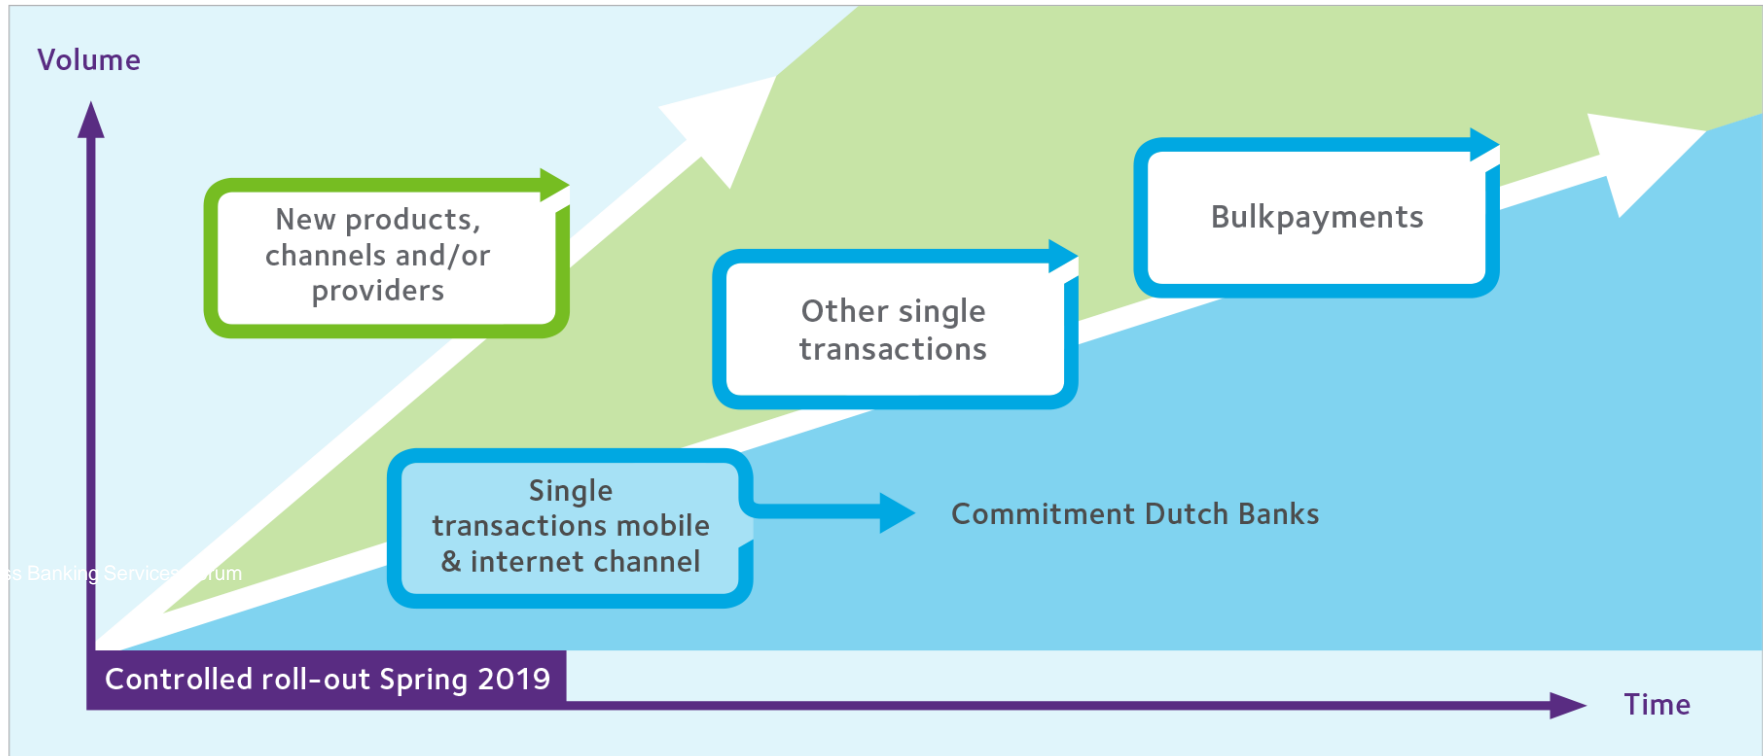 Volume
New products,
channels and/or
providers
Bulkpayments
Other single
transactions
Single
transactions mobile
& internet channel
Commitment Dutch Banks
Banking Services
Controlled roll-out Spring 2019
Time